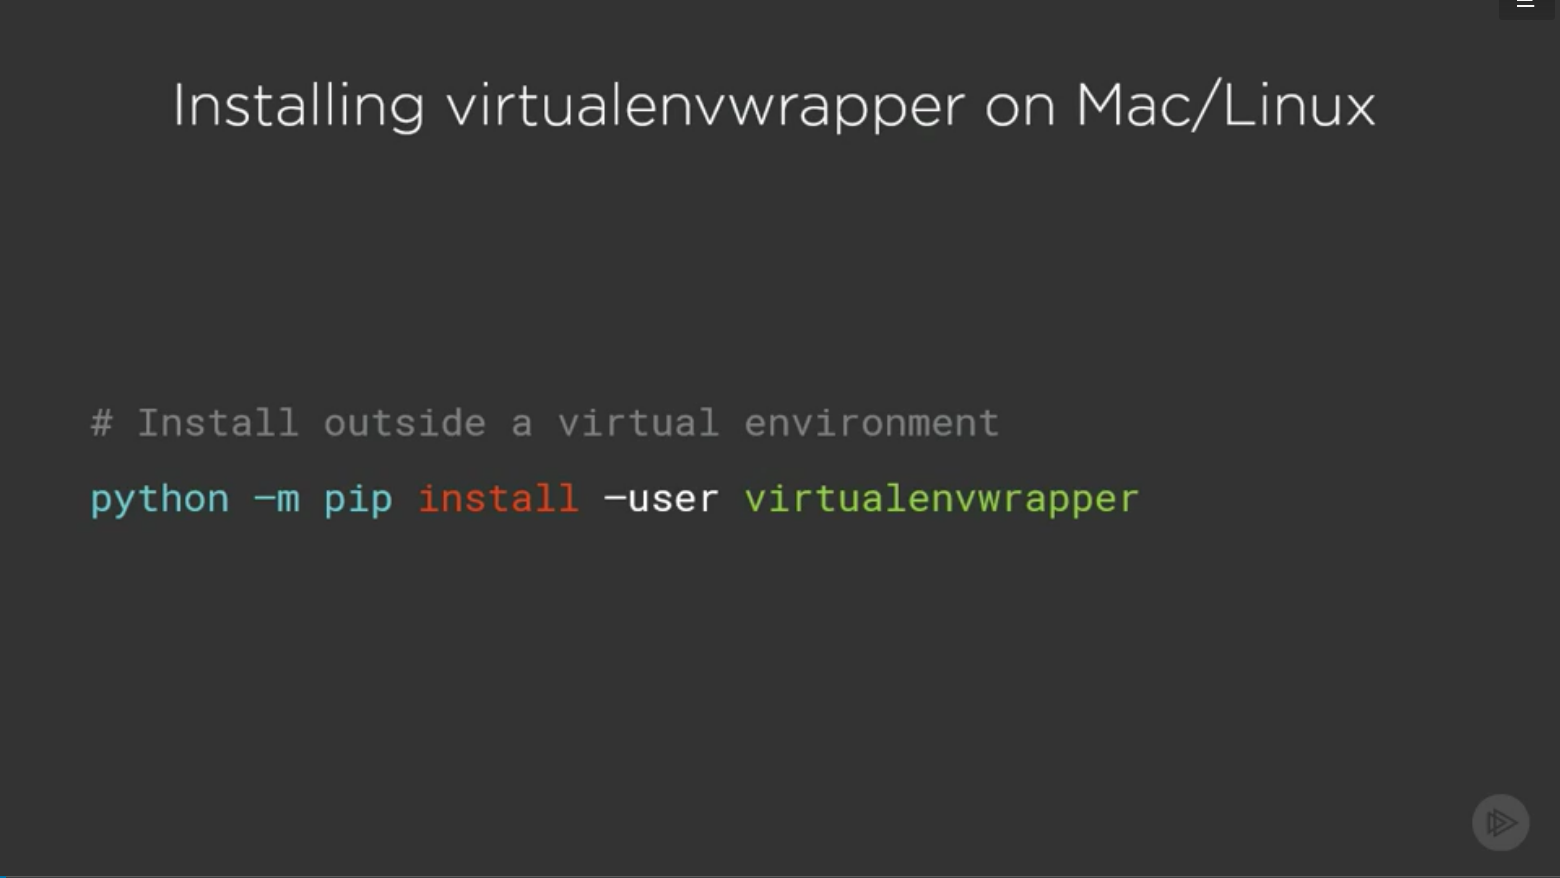 Installing virtualenvwrapper on Mac/Linux
# Install outside a virtual environment
python –m pip install –user virtualenvwrapper